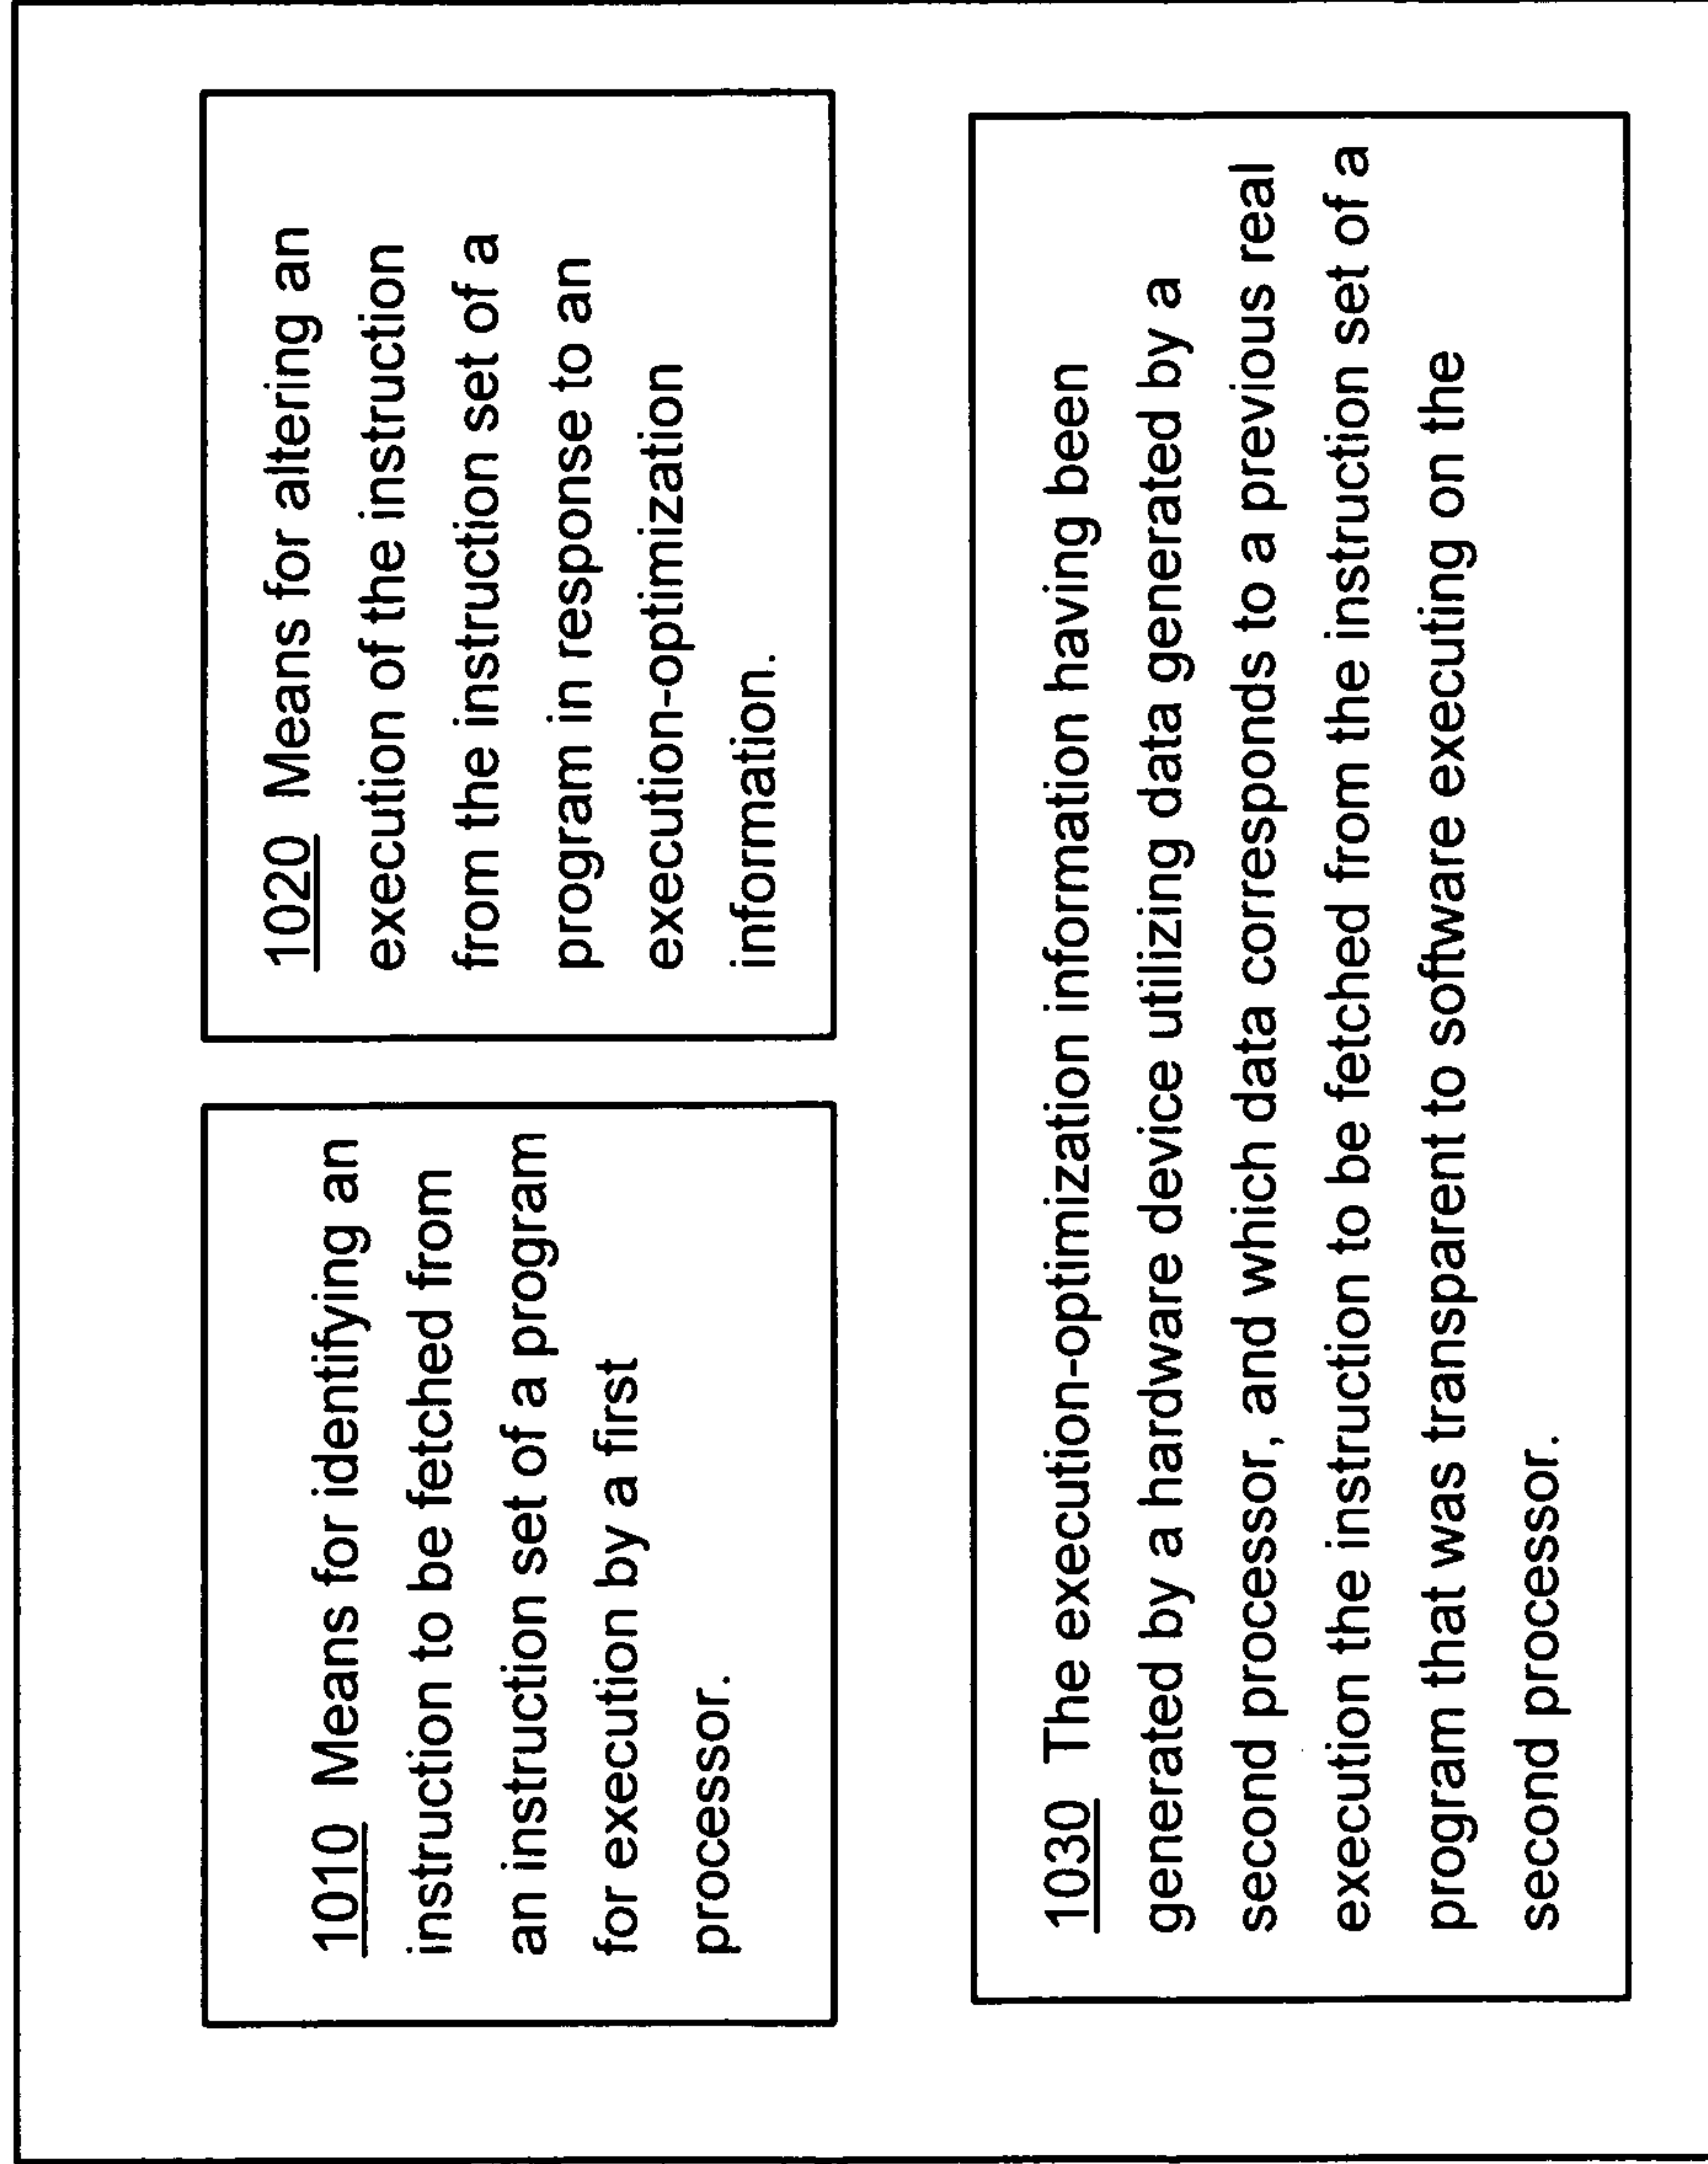 1010 Means for identifying an
instruction to be fetched from
an instruction set of a program
for execution by a first
processor.
1020 Means for altering an
execution of the instruction
from the instruction set of a
program in response to an
execution-optimization
information.
1030 The execution-optimization information having been
generated by a hardware device utilizing data generated by a
second processor, and which data corresponds to a previous real
execution the instruction to be fetched from the instruction set of a
program that was transparent to software executing on the
second processor.